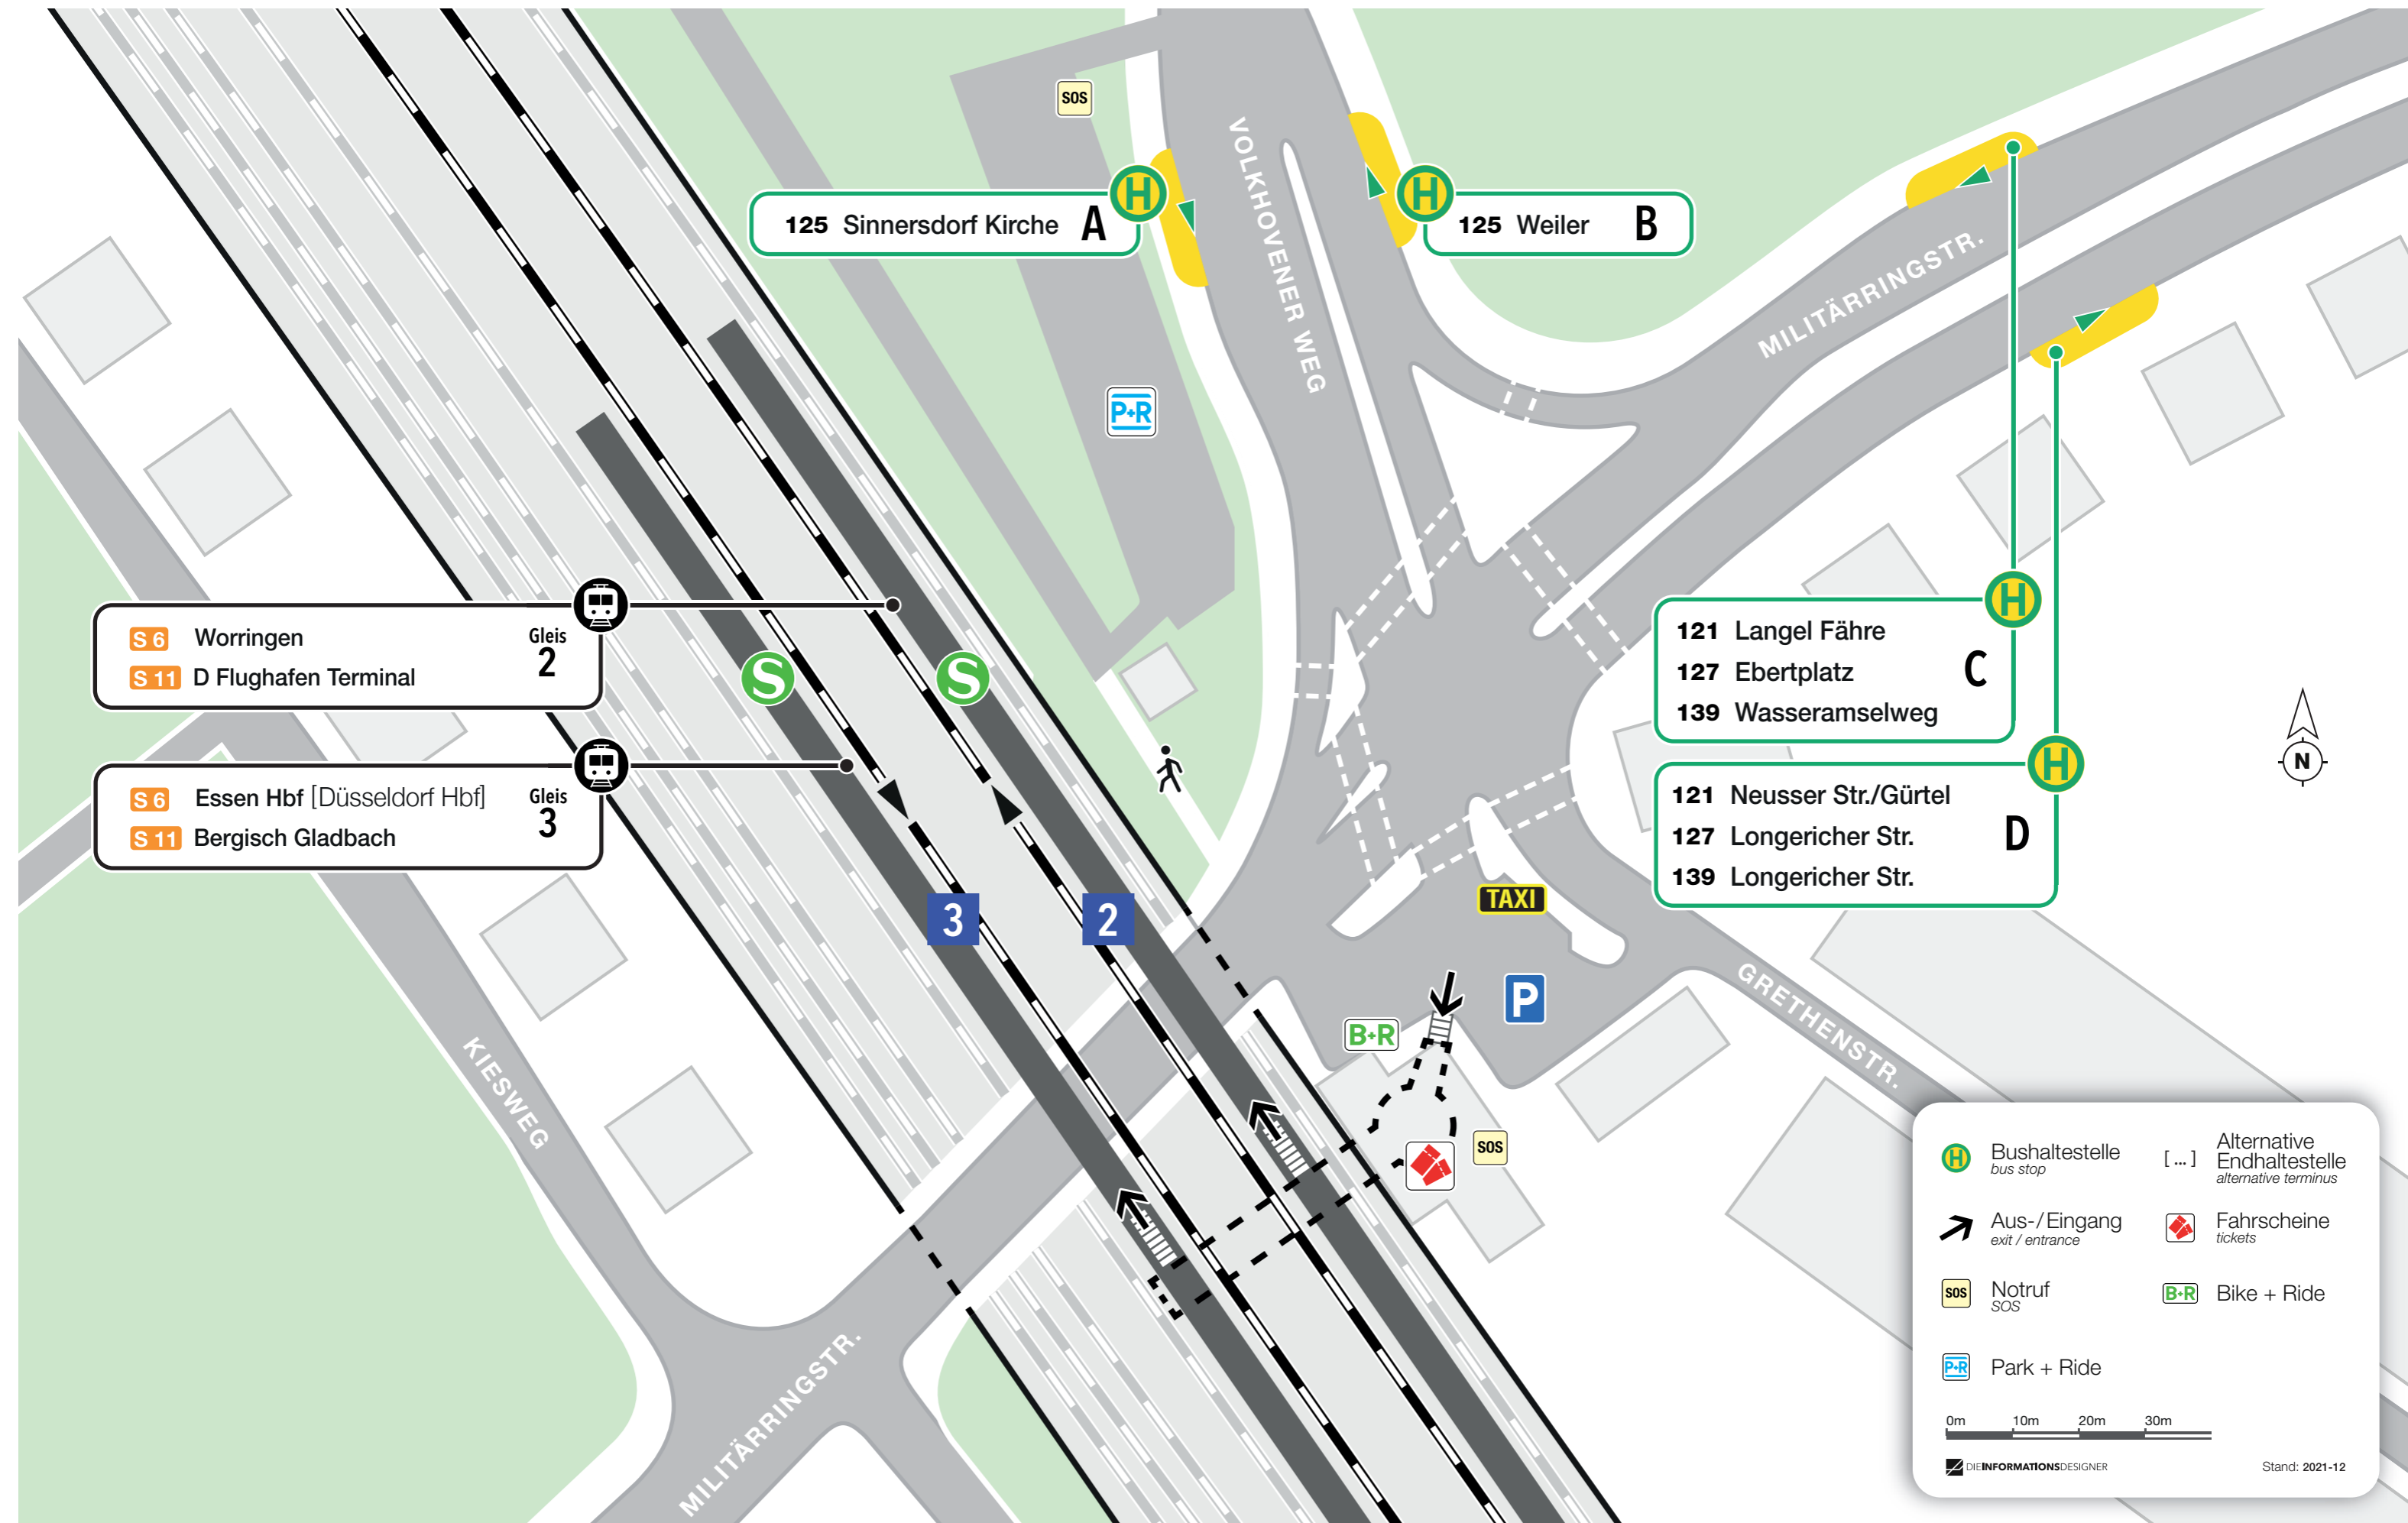 SOS
VOLKHOVENER WEG
H
125 Sinnersdorf Kirche A
H
125 Weiler B
MILITÄRRINGSTR.
P+R
S 6 Worringen
S 11 D Flughafen Terminal
Gleis
2
S
S
S 6 Essen Hbf [Düsseldorf Hbf]
S 11 Bergisch Gladbach
Gleis
3
H
121 Langel Fähre
127 Ebertplatz
139 Wasseramselweg
C
H
121 Neusser Str./Gürtel
127 Longericher Str.
139 Longericher Str.
D
N
3
2
TAXI
P
B+R
SOS
GRETHENSTR.
KIESWEG
MILITÄRRINGSTR.
H
Bushaltestelle
bus stop
[ ... ]
Alternative
Endhaltestelle
alternative terminus
Aus-/Eingang
exit / entrance
Fahrscheine
tickets
SOS
Notruf
SOS
B+R
Bike + Ride
P+R
Park + Ride
0m 10m 20m 30m
DIEINFORMATIONSDESIGNER
Stand: 2021-12